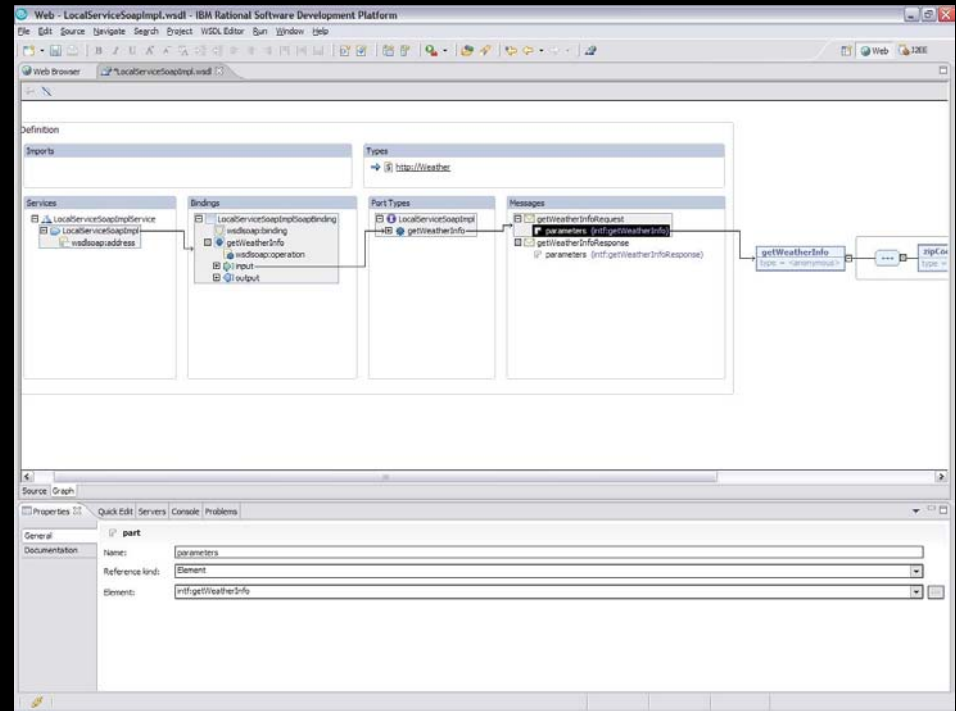 Web - LocalServiceSoapImpl.wsdl - IBM Rational Software Development Platform
File Edit Source Navigate Search Project WSDL Editor Run Window Help
Web J2EE
Web Browser *LocalServiceSoapImpl.wsdl
Definition
Imports
Types
http://Weather
Services
LocalServiceSoapImplService
LocalServiceSoapImpl
wsdlsoap:address
Bindings
LocalServiceSoapImplSoapBinding
wsdlsoap:binding
getWeatherInfo
wsdlsoap:operation
input
output
Port Types
LocalServiceSoapImpl
getWeatherInfo
Messages
getWeatherInfoRequest
parameters (intf:getWeatherInfo)
getWeatherInfoResponse
parameters (intf:getWeatherInfoResponse)
getWeatherInfo
type = <anonymous>
zipCo
type =
Source Graph
Properties Quick Edit Servers Console Problems
General
Documentation
part
Name: parameters
Reference kind: Element
Element: intf:getWeatherInfo